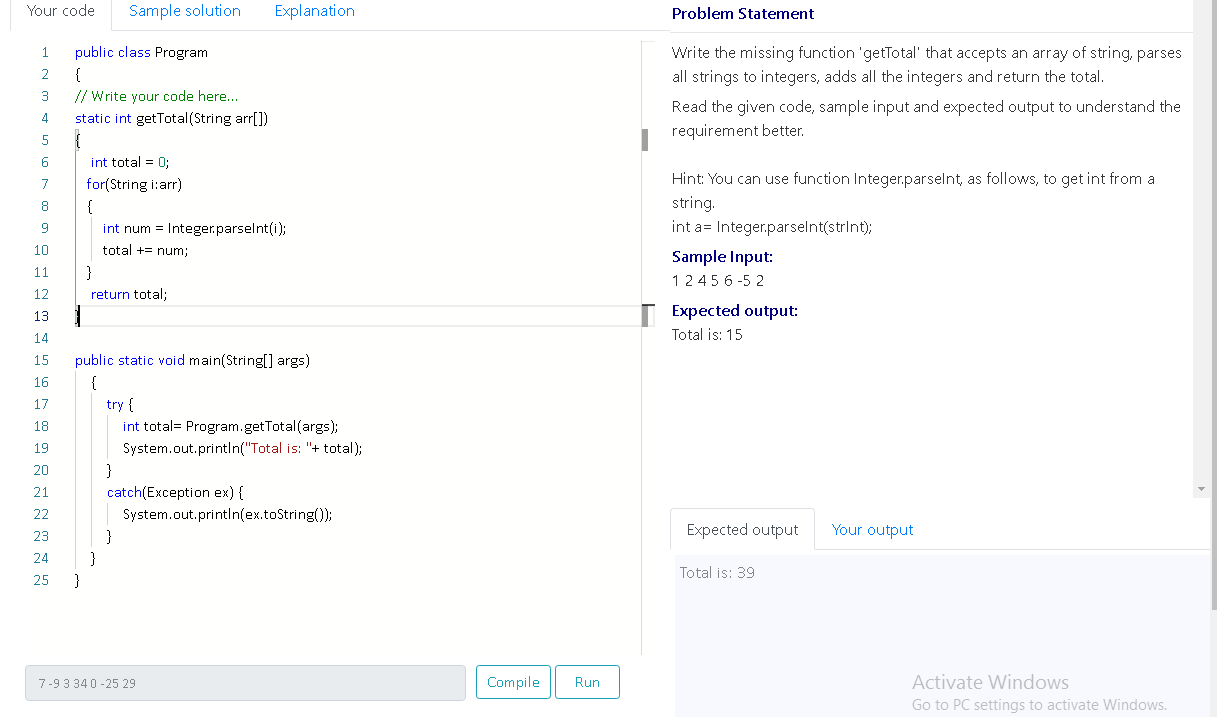 Your code Sample solution Explanation
1 public class Program
2 {
3 // Write your code here...
4 static int getTotal(String arr[])
5 {
6 int total = 0;
7 for(String i:arr)
8 {
9 int num = Integer.parseInt(i);
10 total += num;
11 }
12 return total;
13 }
14
15 public static void main(String[] args)
16 {
17 try {
18 int total= Program.getTotal(args);
19 System.out.println("Total is: "+ total);
20 }
21 catch(Exception ex) {
22 System.out.println(ex.toString());
23 }
24 }
25 }
7 -9 3 34 0 -25 29
Compile Run
Problem Statement
Write the missing function 'getTotal' that accepts an array of string, parses
all strings to integers, adds all the integers and return the total.
Read the given code, sample input and expected output to understand the
requirement better.
Hint: You can use function Integer.parseInt, as follows, to get int from a
string.
int a= Integer.parseInt(strInt);
Sample Input:
1 2 4 5 6 -5 2
Expected output:
Total is: 15
Expected output Your output
Total is: 39
Activate Windows
Go to PC settings to activate Windows.